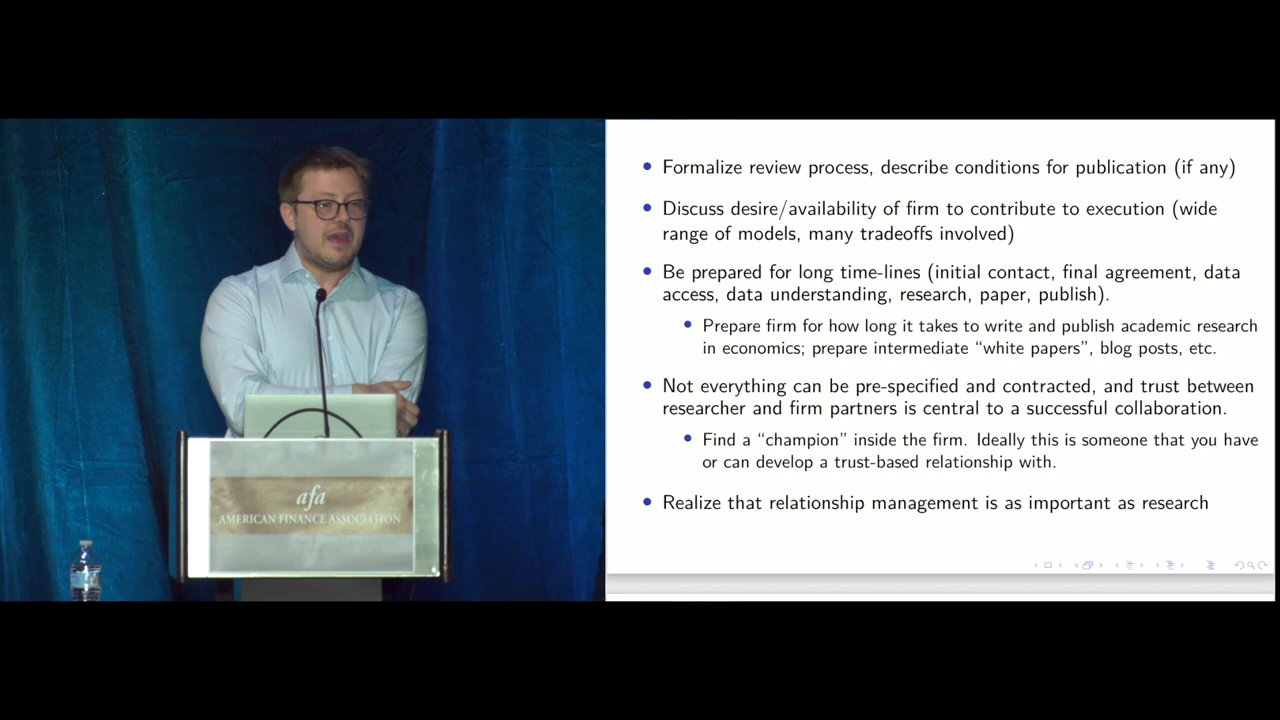 afa
AMERICAN FINANCE ASSOCIATION
Formalize review process, describe conditions for publication (if any)
Discuss desire/availability of firm to contribute to execution (wide
range of models, many tradeoffs involved)
Be prepared for long time-lines (initial contact, final agreement, data
access, data understanding, research, paper, publish).
Prepare firm for how long it takes to write and publish academic research
in economics; prepare intermediate “white papers”, blog posts, etc.
Not everything can be pre-specified and contracted, and trust between
researcher and firm partners is central to a successful collaboration.
Find a “champion” inside the firm. Ideally this is someone that you have
or can develop a trust-based relationship with.
Realize that relationship management is as important as research